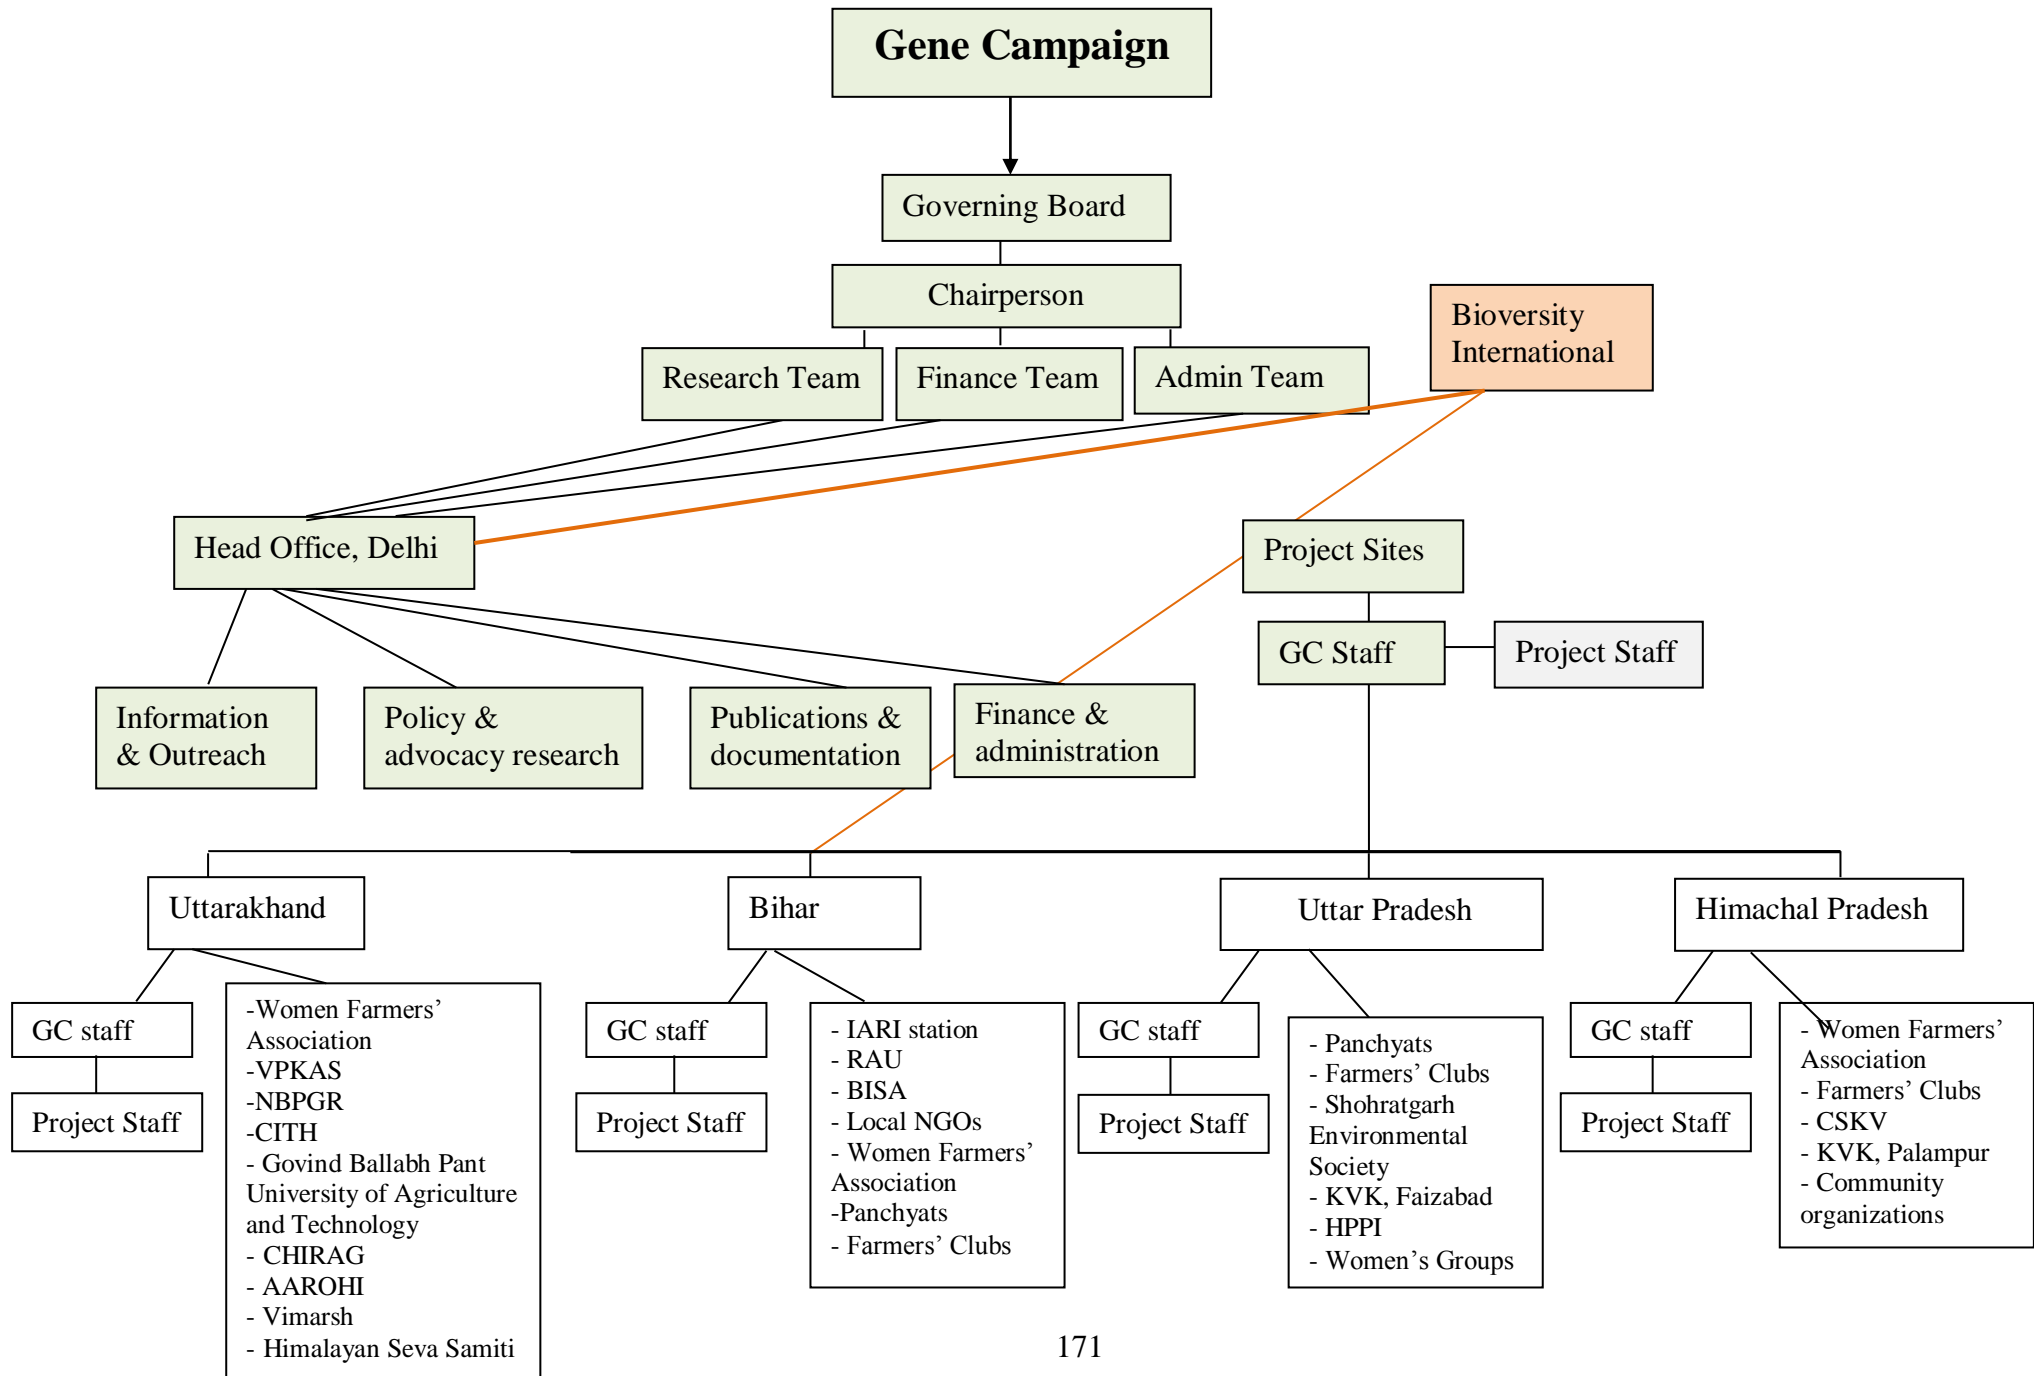 Gene Campaign
Governing Board
Chairperson
Bioversity
International
Research Team
Finance Team
Admin Team
Head Office, Delhi
Project Sites
GC Staff
Project Staff
Information
& Outreach
Policy &
advocacy research
Publications &
documentation
Finance &
administration
Uttarakhand
Bihar
Uttar Pradesh
Himachal Pradesh
GC staff
Project Staff
-Women Farmers’
Association
-VPKAS
-NBPGR
-CITH
- Govind Ballabh Pant
University of Agriculture
and Technology
- CHIRAG
- AAROHI
- Vimarsh
- Himalayan Seva Samiti
GC staff
Project Staff
- IARI station
- RAU
- BISA
- Local NGOs
- Women Farmers’
Association
-Panchyats
- Farmers’ Clubs
GC staff
Project Staff
- Panchyats
- Farmers’ Clubs
- Shohratgarh
Environmental
Society
- KVK, Faizabad
- HPPI
- Women’s Groups
GC staff
Project Staff
- Women Farmers’
Association
- Farmers’ Clubs
- CSKV
- KVK, Palampur
- Community
organizations
171